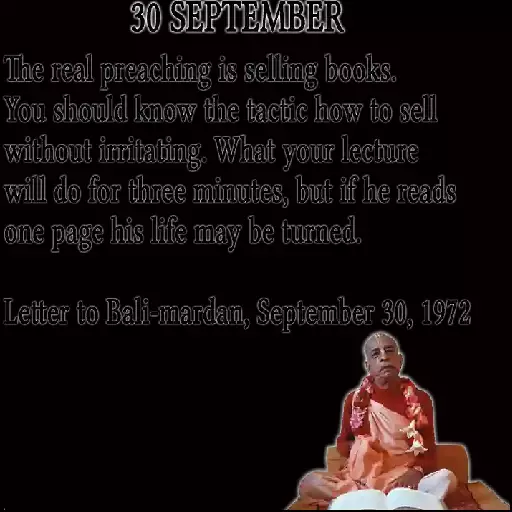 30 SEPTEMBER
The real preaching is selling books.
You should know the tactic how to sell
without irritating. What your lecture
will do for three minutes, but if he reads
one page his life may be turned.
Letter to Bali-mardan, September 30, 1972